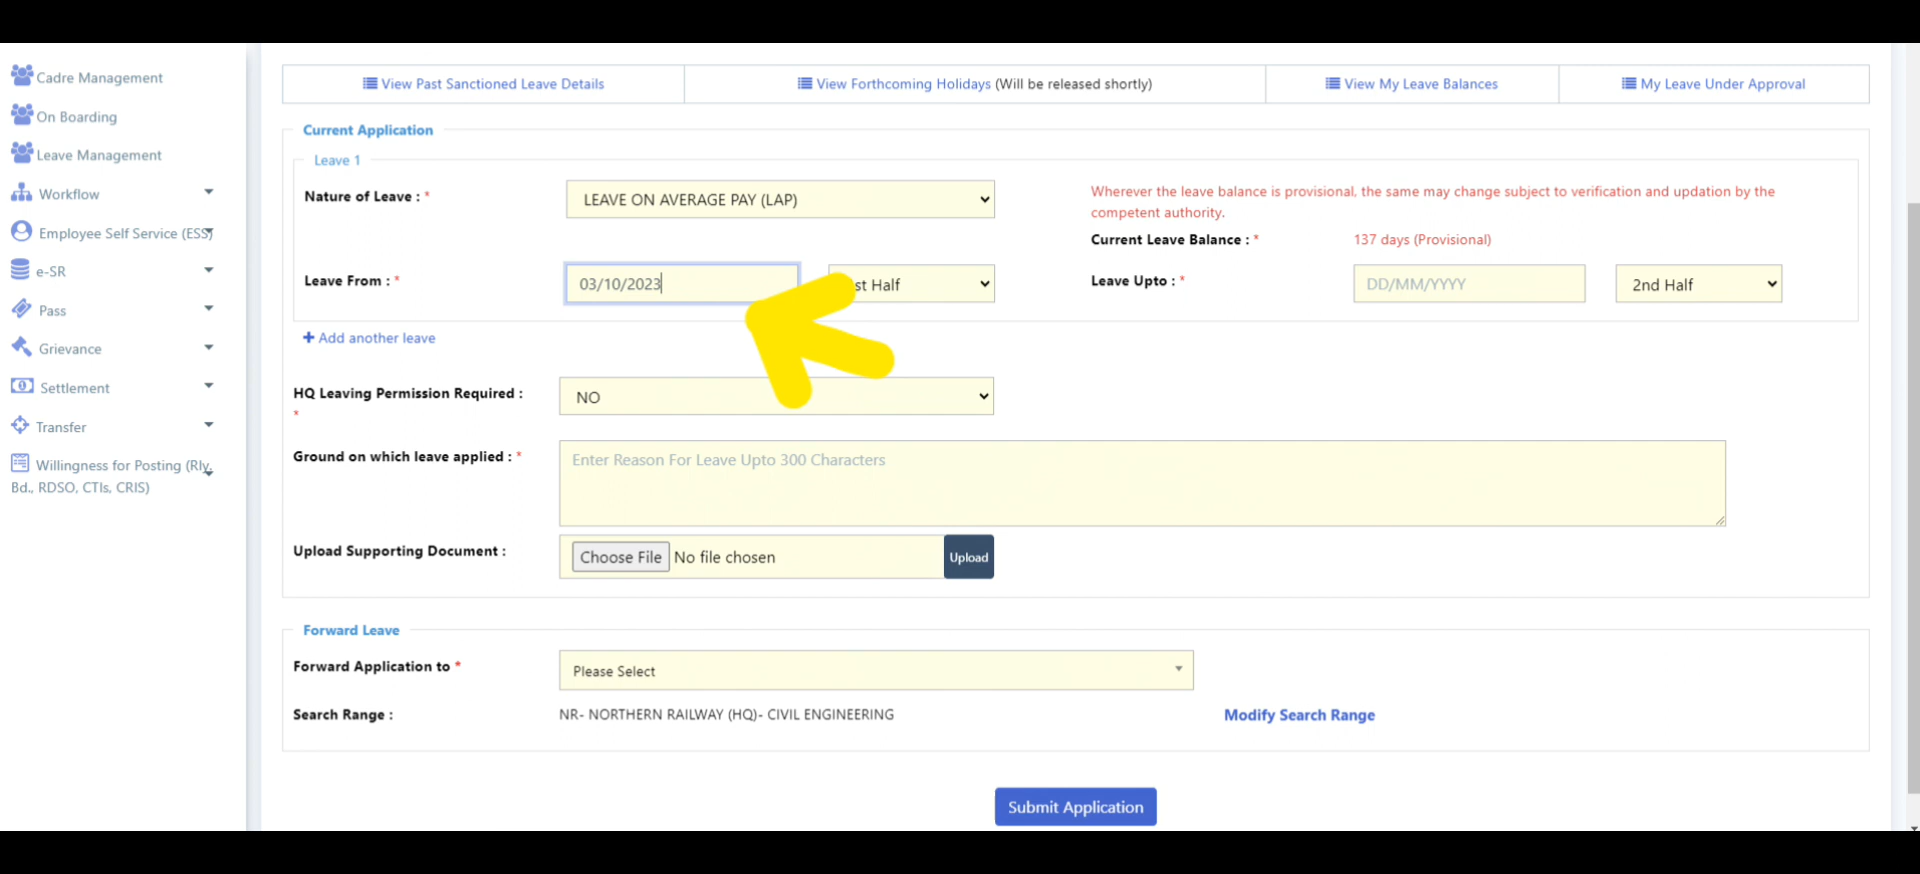 Cadre Management
On Boarding
Leave Management
Workflow
Employee Self Service (ESS)
e-SR
Pass
Grievance
Settlement
Transfer
Willingness for Posting (Rly.
Bd., RDSO, CTIs, CRIS)
View Past Sanctioned Leave Details
View Forthcoming Holidays (Will be released shortly)
View My Leave Balances
My Leave Under Approval
Current Application
Leave 1
Nature of Leave : *
LEAVE ON AVERAGE PAY (LAP)
Wherever the leave balance is provisional, the same may change subject to verification and updation by the
competent authority.
Current Leave Balance : *
137 days (Provisional)
Leave From : *
03/10/2023
st Half
Leave Upto : *
DD/MM/YYYY
2nd Half
Add another leave
HQ Leaving Permission Required :
*
NO
Ground on which leave applied : *
Enter Reason For Leave Upto 300 Characters
Upload Supporting Document :
Choose File No file chosen
Upload
Forward Leave
Forward Application to *
Please Select
Search Range :
NR- NORTHERN RAILWAY (HQ)- CIVIL ENGINEERING
Modify Search Range
Submit Application